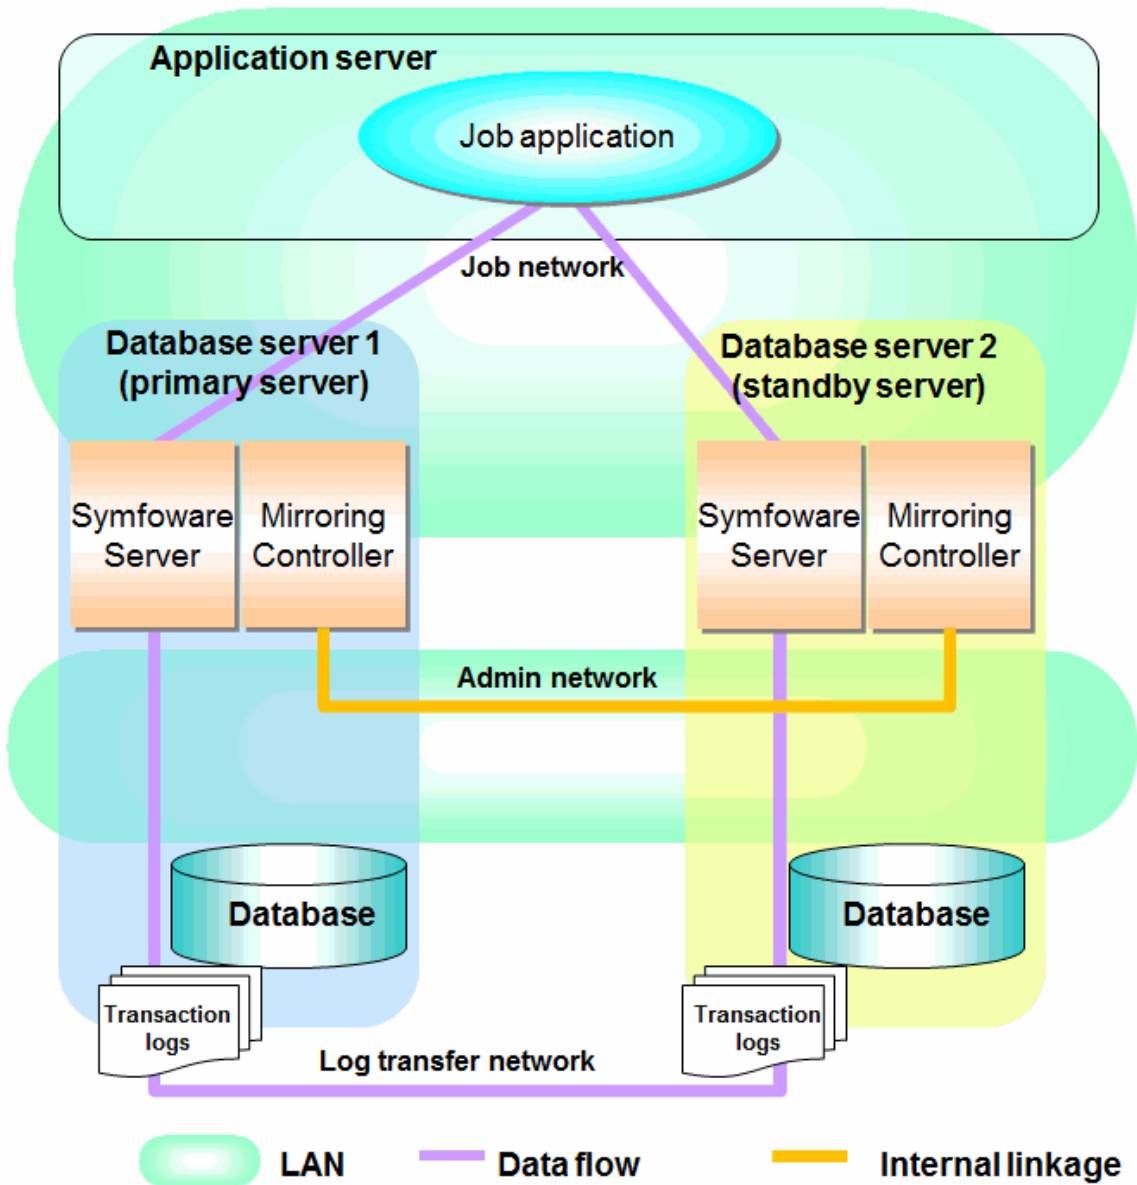 Application server
Job application
Job network
Database server 1
(primary server)
Database server 2
(standby server)
Symfoware
Server
Mirroring
Controller
Symfoware
Server
Mirroring
Controller
Admin network
Database
Database
Transaction
logs
Transaction
logs
Log transfer network
LAN
Data flow
Internal linkage